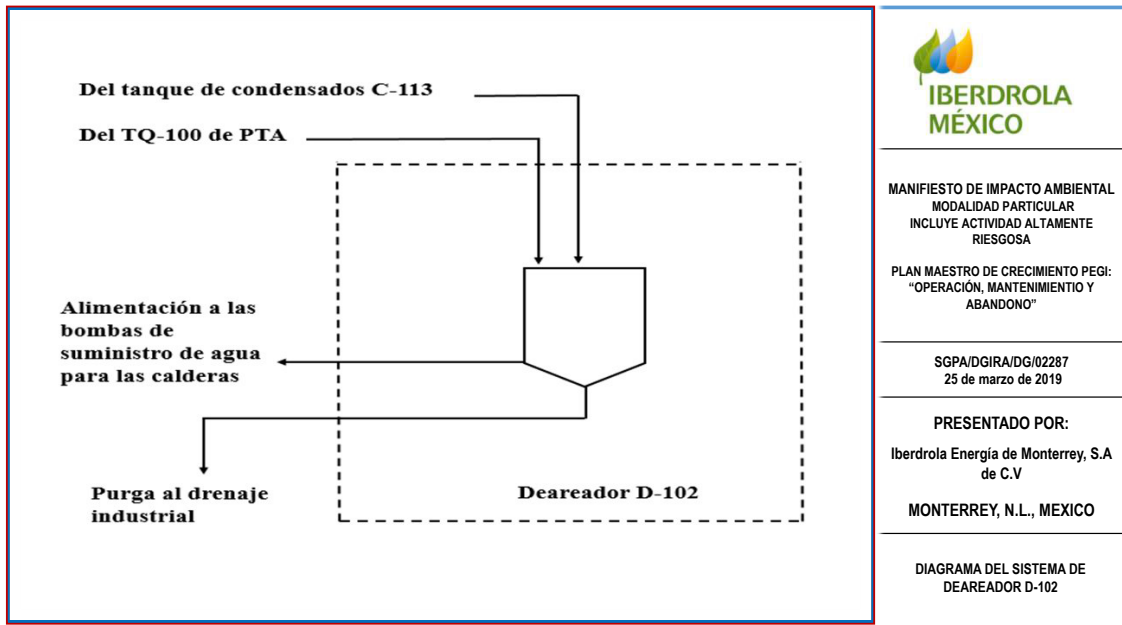 Del tanque de condensados C-113
Del TQ-100 de PTA
Alimentación a las
bombas de
suministro de agua
para las calderas
Purga al drenaje
industrial
Deareador D-102
IBERDROLA
MÉXICO
MANIFIESTO DE IMPACTO AMBIENTAL
MODALIDAD PARTICULAR
INCLUYE ACTIVIDAD ALTAMENTE
RIESGOSA
PLAN MAESTRO DE CRECIMIENTO PEGI:
“OPERACIÓN, MANTENIMIENTIO Y
ABANDONO”
SGPA/DGIRA/DG/02287
25 de marzo de 2019
PRESENTADO POR:
Iberdrola Energía de Monterrey, S.A
de C.V
MONTERREY, N.L., MEXICO
DIAGRAMA DEL SISTEMA DE
DEAREADOR D-102